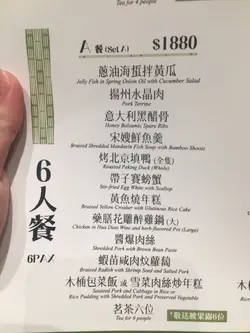 Tea for 4 people
A 餐 (Set A) $1880
蔥油海蜇拌黃瓜
Jelly Fish in Spring Onion Oil with Cucumber Salad
揚州水晶肉
Pork Terrine
意大利黑醋骨
Honey Balsamic Spare Ribs
宋嫂鮮魚羹
Braised Shredded Mandarin Fish Soup with Bamboo Shoots
烤北京填鴨 (全隻)
Roasted Peking Duck (Whole)
帶子賽螃蟹
Stir-fried Egg White with Scallop
黃魚燒年糕
Braised Yellow Croaker with Glutinous Rice Cake
藥膳花雕醉雞鍋 (大)
Chicken in Hua Diao Wine and herb-flavored Pot (Large)
醬爆肉絲
Shredded Pork with Brown Bean Paste
蝦苗咸肉炆蘿蔔
Braised Radish with Shrimp Seed and Salted Pork
木桶包菜飯 或 雪菜肉絲炒年糕
Sautéed Pork and Cabbage in Rice or
Rice Pudding with Shredded Pork and Preserved Vegetable
茗茶六位
Tea for 6 people
6人餐
6PAX
*敬送酸菜露6位